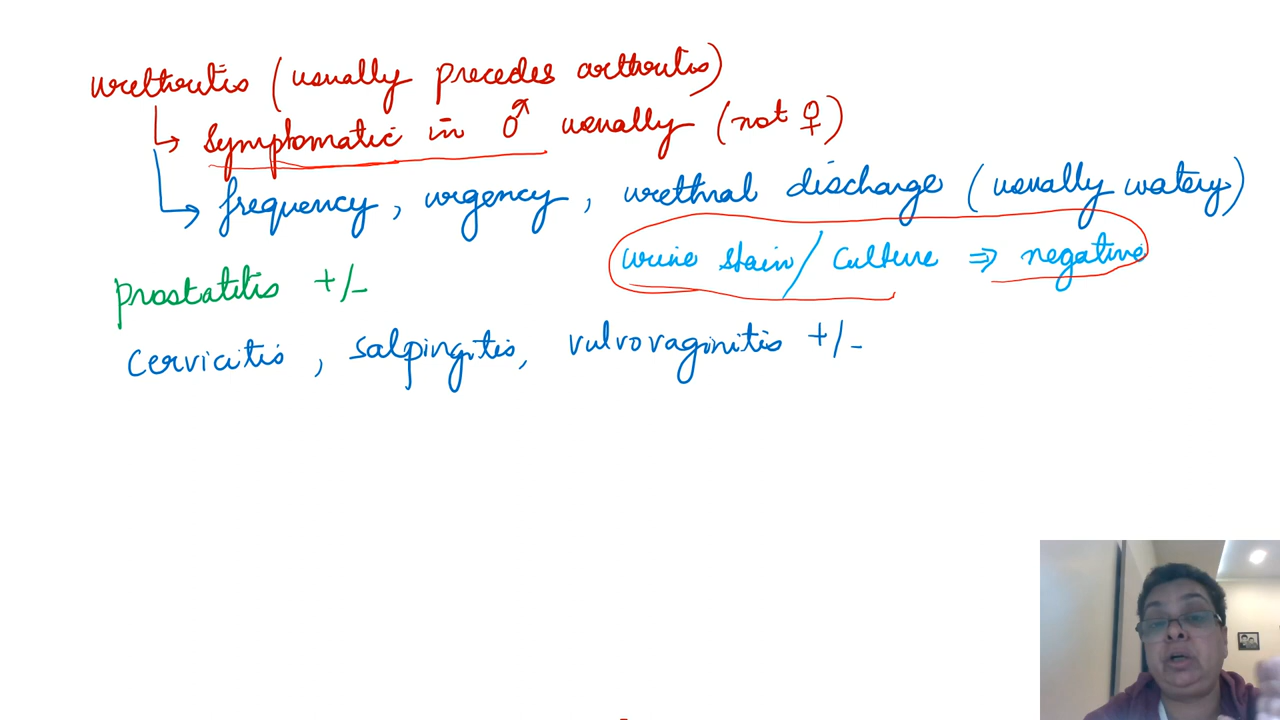 urethritis (usually precedes arthritis)
↳ symptomatic in ♂ usually (not ♀)
↳ frequency, urgency, urethral discharge (usually watery)
urine stain/culture ⇒ negative
prostatitis +/-
cervicitis, salpingitis, vulvovaginitis +/-